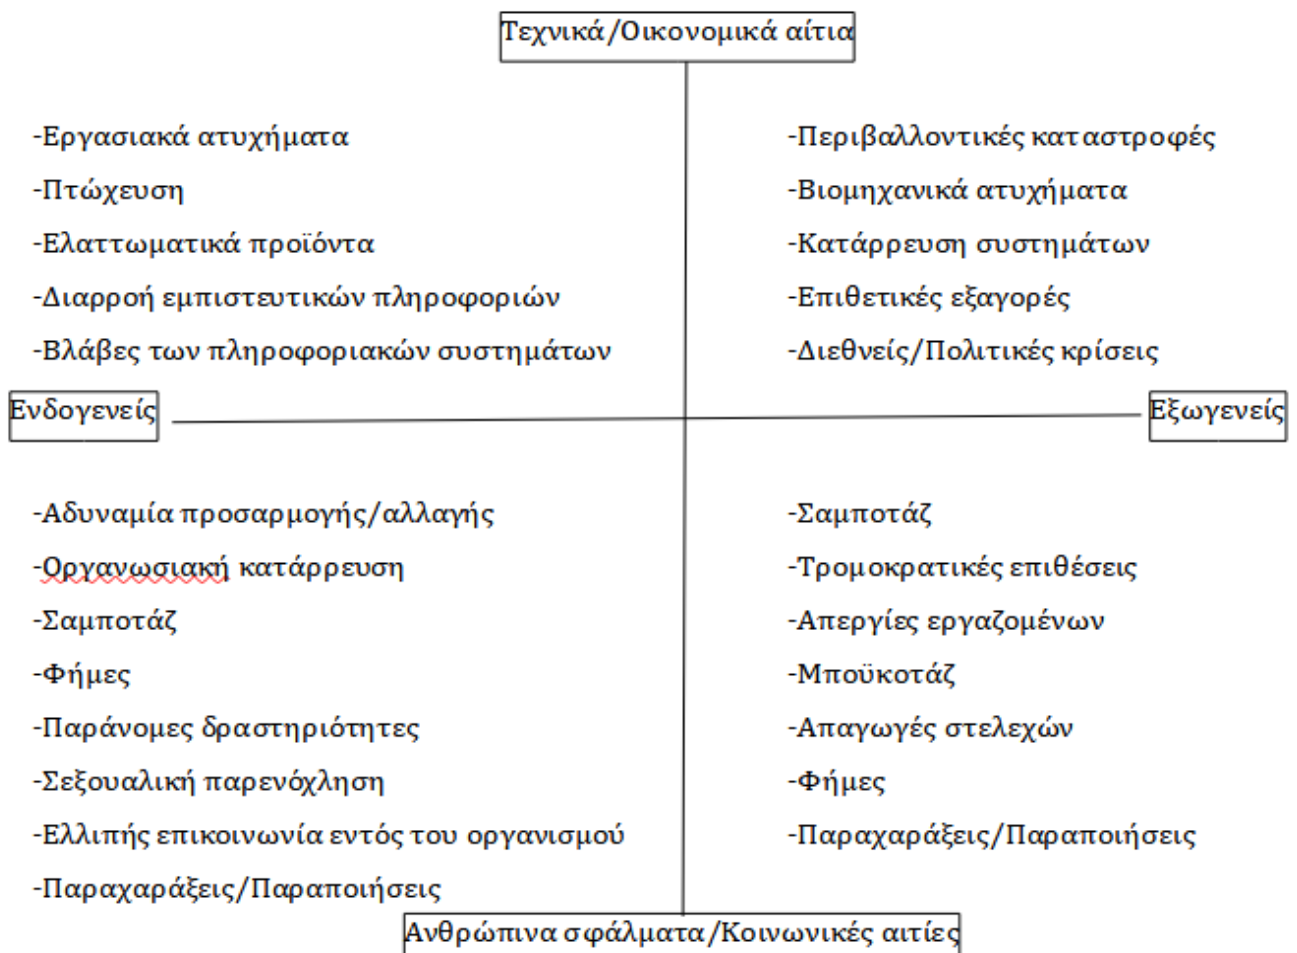 Τεχνικά/Οικονομικά αίτια
-Εργασιακά ατυχήματα
-Πτώχευση
-Ελαττωματικά προϊόντα
-Διαρροή εμπιστευτικών πληροφοριών
-Βλάβες των πληροφοριακών συστημάτων
-Περιβαλλοντικές καταστροφές
-Βιομηχανικά ατυχήματα
-Κατάρρευση συστημάτων
-Επιθετικές εξαγορές
-Διεθνείς/Πολιτικές κρίσεις
Ενδογενείς
Εξωγενείς
-Αδυναμία προσαρμογής/αλλαγής
-Οργανωσιακή κατάρρευση
-Σαμποτάζ
-Φήμες
-Παράνομες δραστηριότητες
-Σεξουαλική παρενόχληση
-Ελλιπής επικοινωνία εντός του οργανισμού
-Παραχαράξεις/Παραποιήσεις
-Σαμποτάζ
-Τρομοκρατικές επιθέσεις
-Απεργίες εργαζομένων
-Μποϋκοτάζ
-Απαγωγές στελεχών
-Φήμες
-Παραχαράξεις/Παραποιήσεις
Ανθρώπινα σφάλματα/Κοινωνικές αιτίες